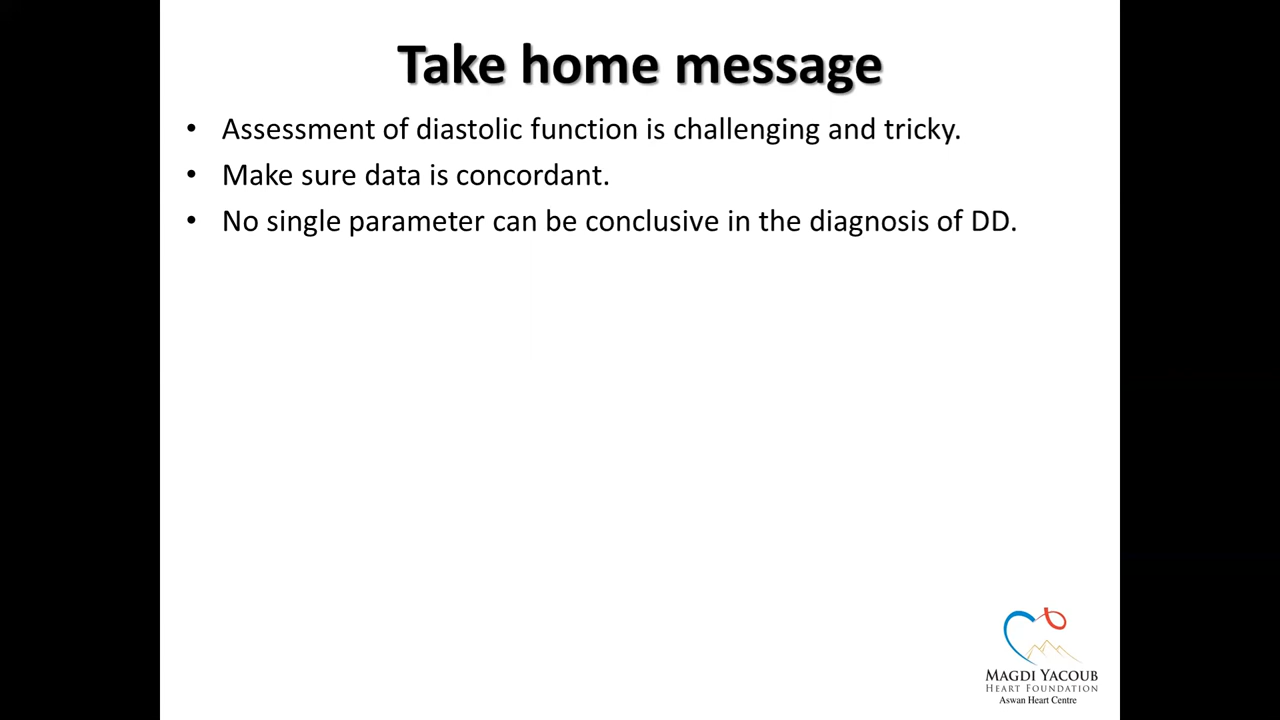 Take home message
• Assessment of diastolic function is challenging and tricky.
• Make sure data is concordant.
• No single parameter can be conclusive in the diagnosis of DD.
MAGDI YACOUB
HEART FOUNDATION
Aswan Heart Centre